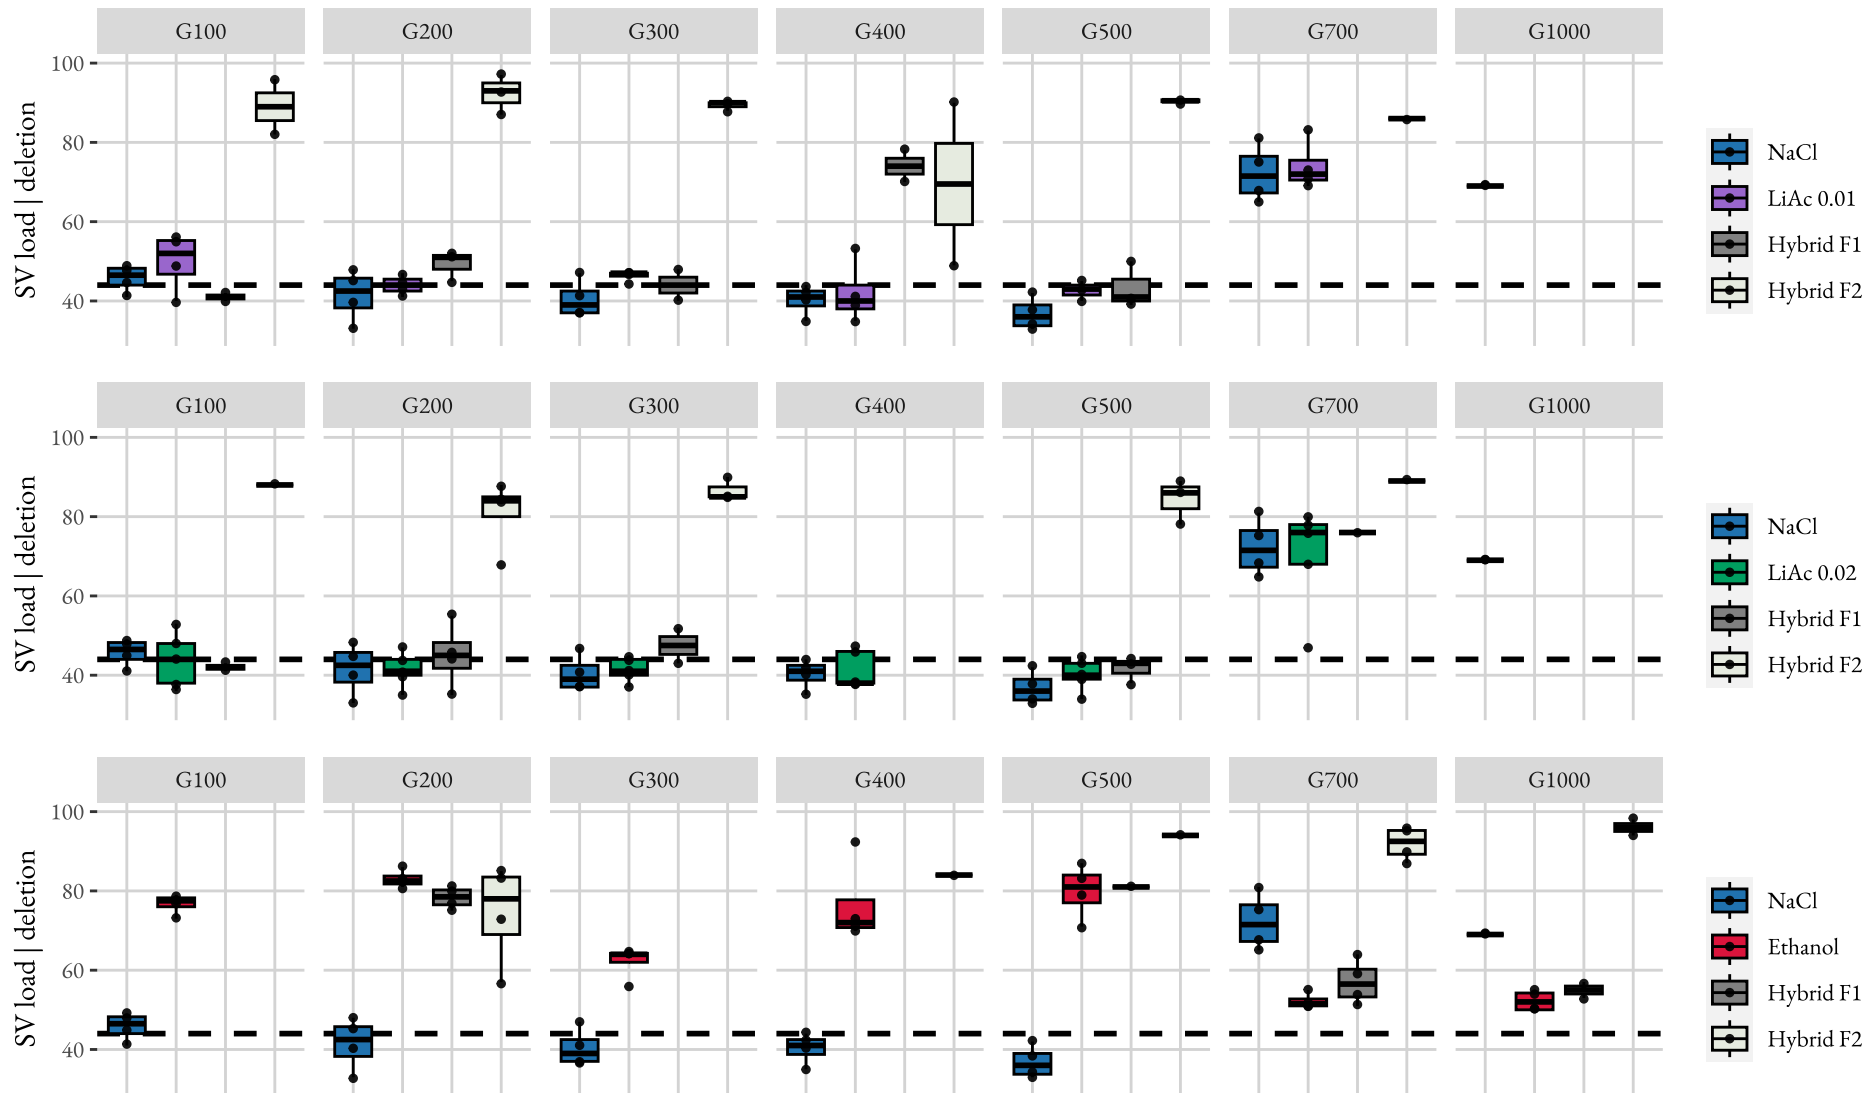 G100 G200 G300 G400 G500 G700 G1000
SV load | deletion
100
80
60
40
NaCl
LiAc 0.01
Hybrid F1
Hybrid F2
G100 G200 G300 G400 G500 G700 G1000
SV load | deletion
100
80
60
40
NaCl
LiAc 0.02
Hybrid F1
Hybrid F2
G100 G200 G300 G400 G500 G700 G1000
SV load | deletion
100
80
60
40
NaCl
Ethanol
Hybrid F1
Hybrid F2